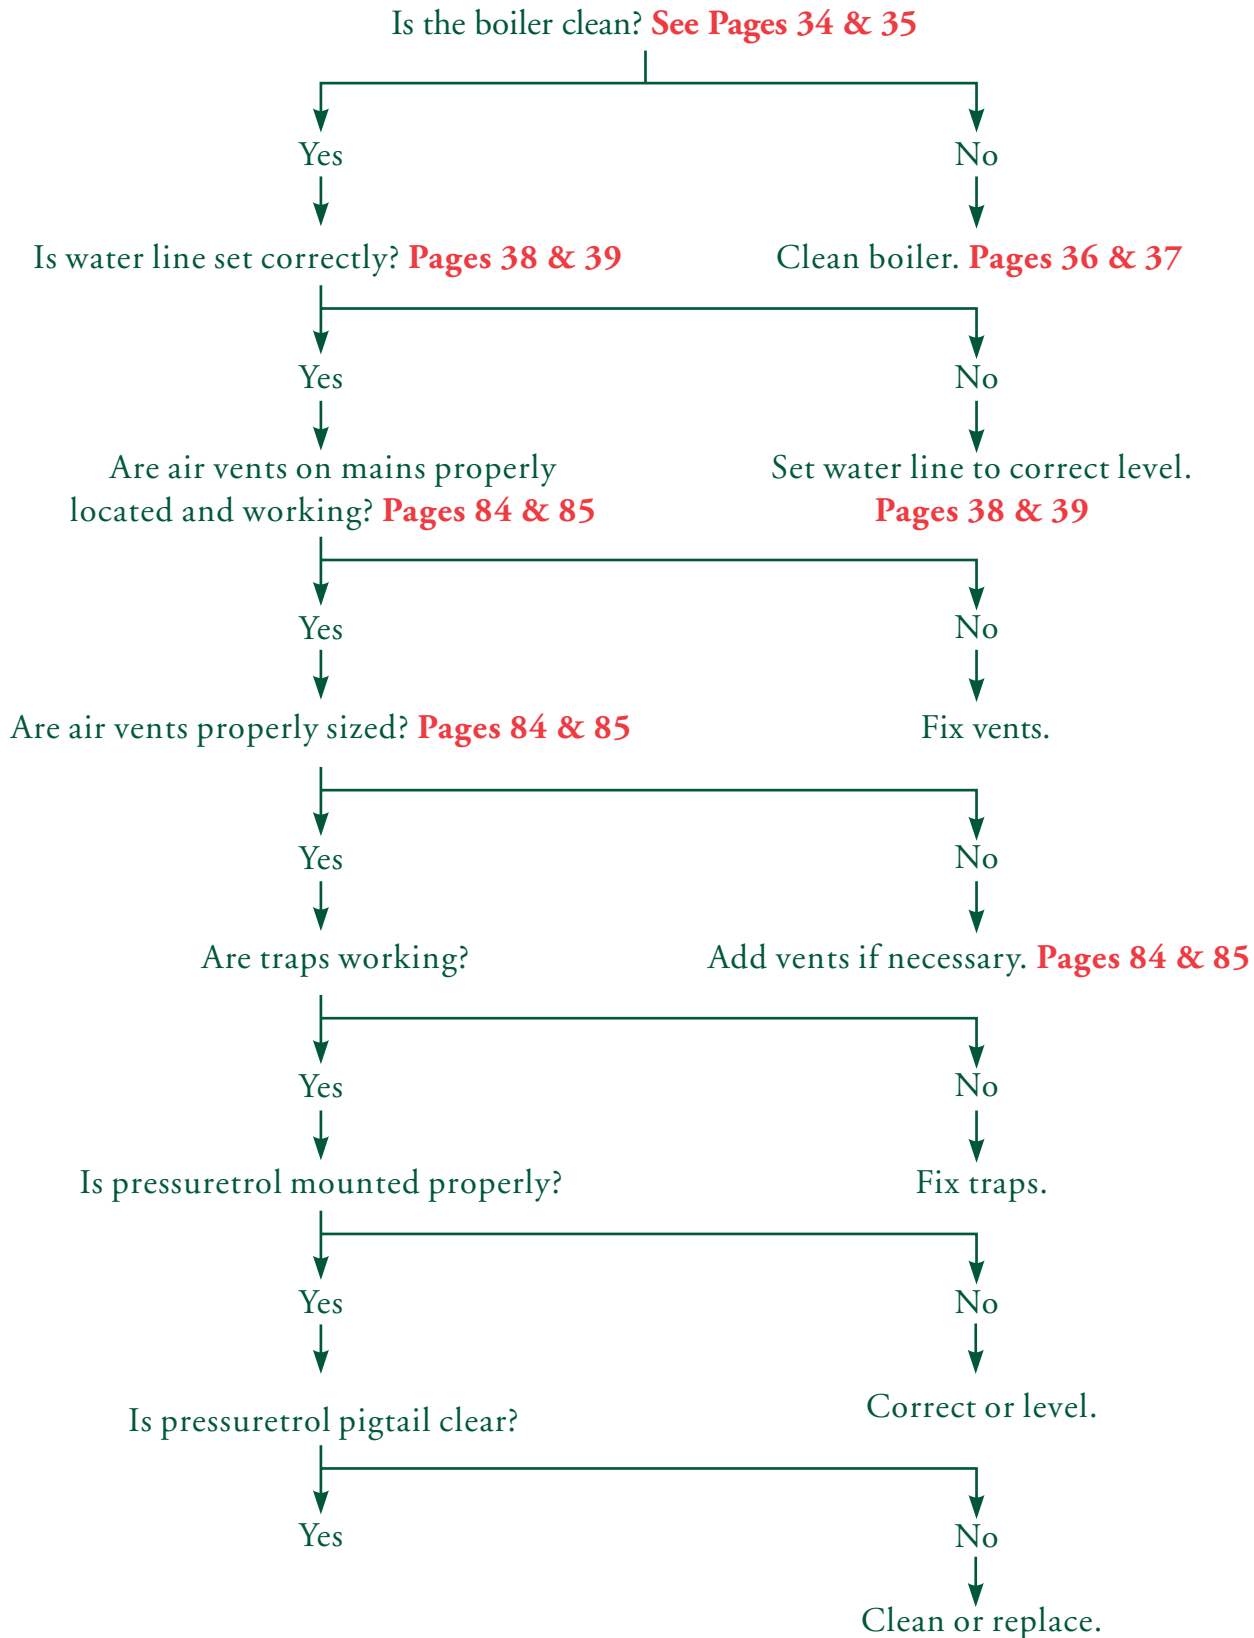 Is the boiler clean? See Pages 34 & 35
Yes
No
Is water line set correctly? Pages 38 & 39
Clean boiler. Pages 36 & 37
Yes
No
Are air vents on mains properly
located and working? Pages 84 & 85
Set water line to correct level.
Pages 38 & 39
Yes
No
Are air vents properly sized? Pages 84 & 85
Fix vents.
Yes
No
Are traps working?
Add vents if necessary. Pages 84 & 85
Yes
No
Is pressuretrol mounted properly?
Fix traps.
Yes
No
Is pressuretrol pigtail clear?
Correct or level.
Yes
No
Clean or replace.